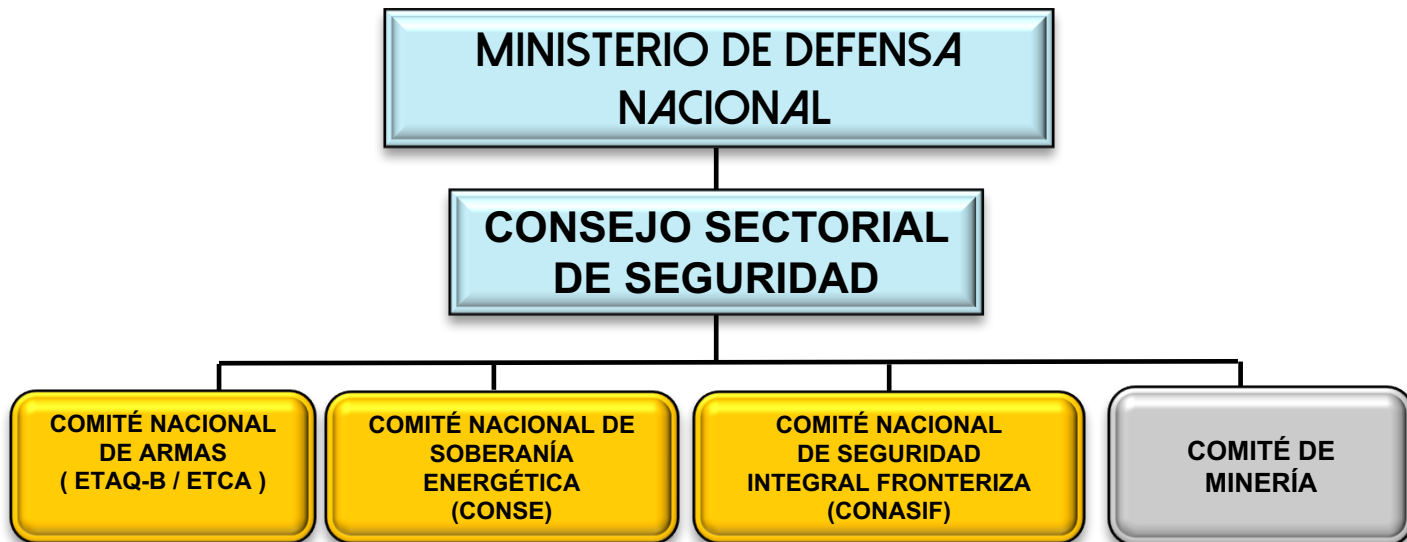 MINISTERIO DE DEFENSA
NACIONAL
CONSEJO SECTORIAL
DE SEGURIDAD
COMITÉ NACIONAL
DE ARMAS
( ETAQ-B / ETCA )
COMITÉ NACIONAL DE
SOBERANÍA
ENERGÉTICA
(CONSE)
COMITÉ NACIONAL
DE SEGURIDAD
INTEGRAL FRONTERIZA
(CONASIF)
COMITÉ DE
MINERÍA